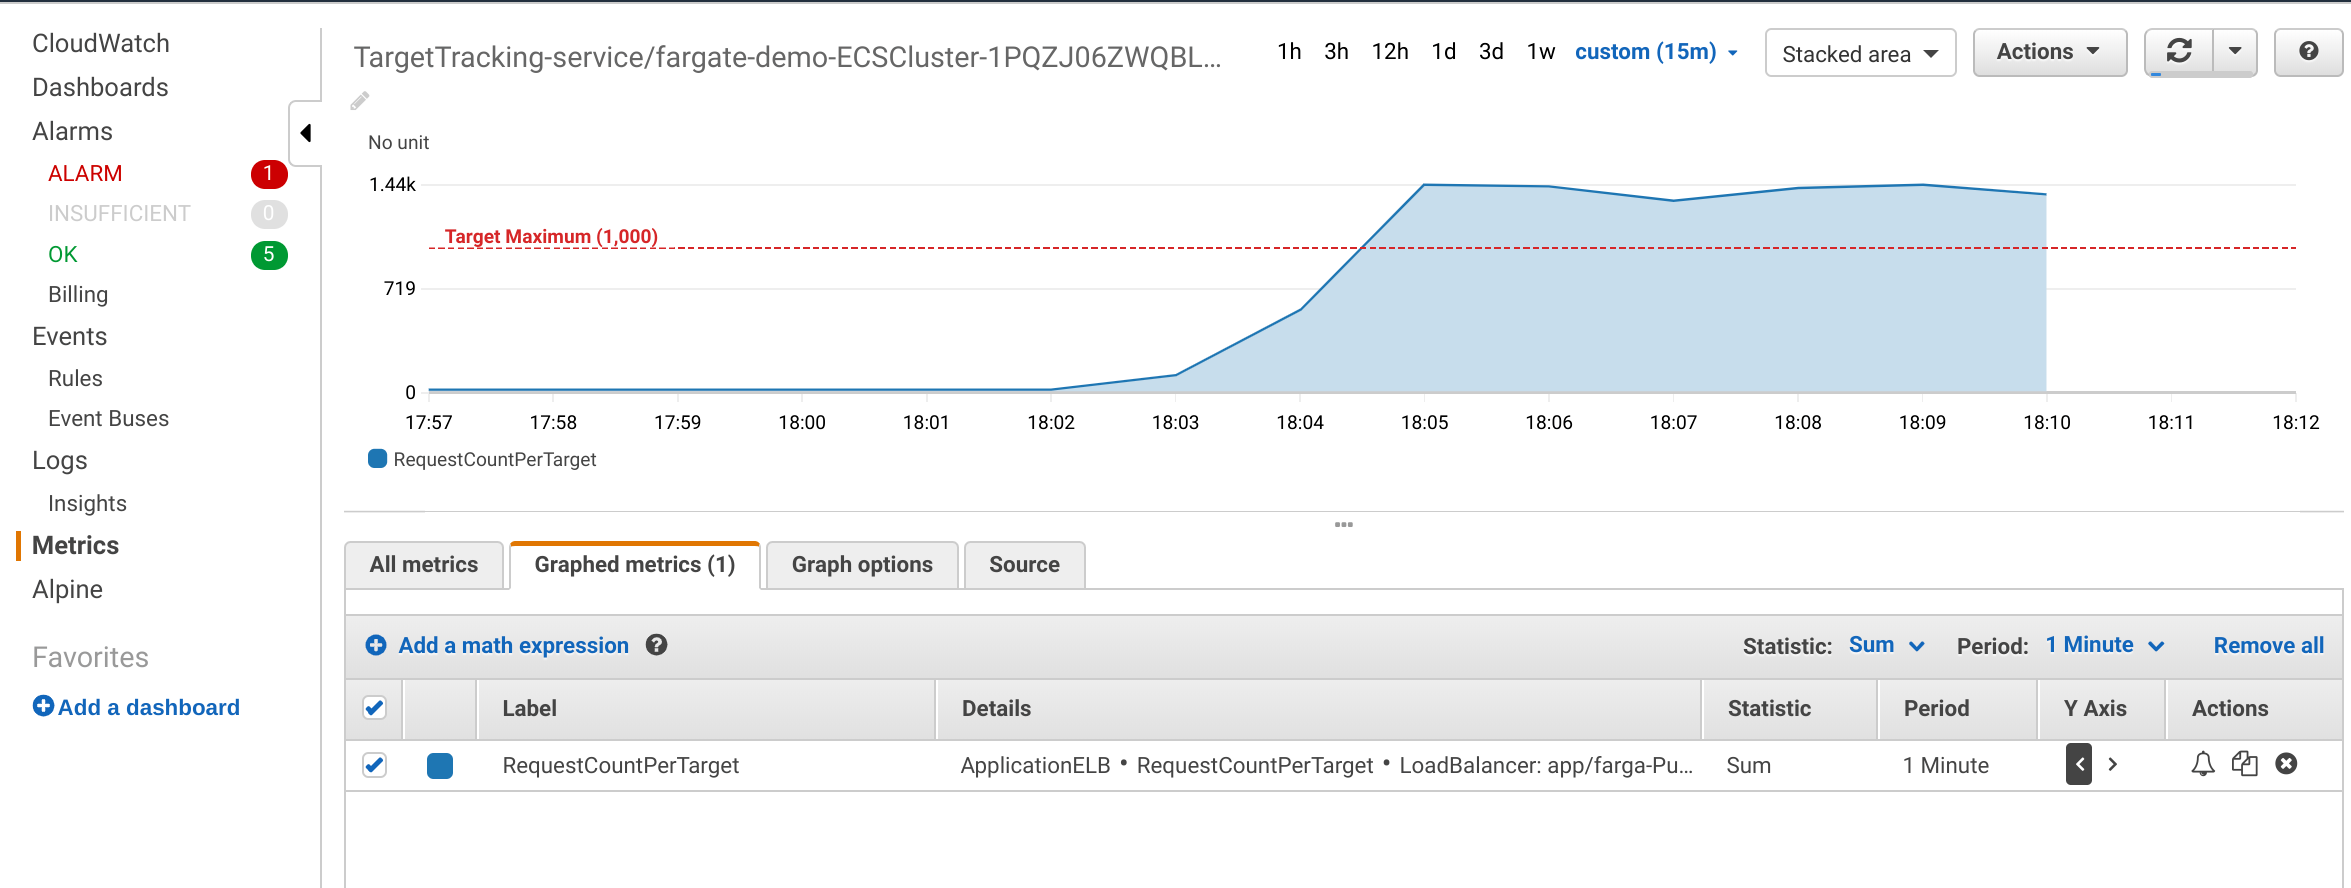 CloudWatch
Dashboards
Alarms
ALARM 1
INSUFFICIENT 0
OK 5
Billing
Events
Rules
Event Buses
Logs
Insights
Metrics
Alpine
Favorites
Add a dashboard
TargetTracking-service/fargate-demo-ECSCluster-1PQZJ06ZWQBL...
1h 3h 12h 1d 3d 1w custom (15m) Stacked area Actions
No unit
1.44k
Target Maximum (1,000)
719
0
17:57 17:58 17:59 18:00 18:01 18:02 18:03 18:04 18:05 18:06 18:07 18:08 18:09 18:10 18:11 18:12
RequestCountPerTarget
All metrics Graphed metrics (1) Graph options Source
Add a math expression Statistic: Sum Period: 1 Minute Remove all
Label Details Statistic Period Y Axis Actions
RequestCountPerTarget ApplicationELB • RequestCountPerTarget • LoadBalancer: app/farga-Pu... Sum 1 Minute